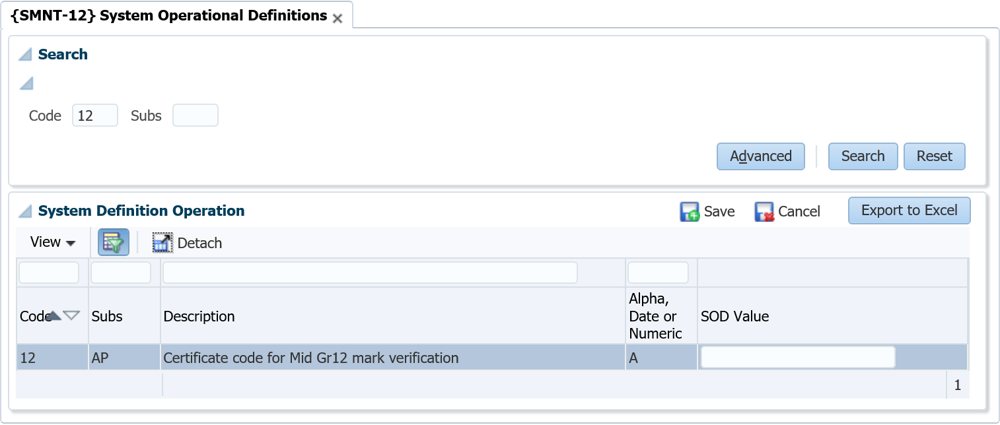 {SMNT-12} System Operational Definitions
Search
Code 12 Subs
Advanced Search Reset
System Definition Operation Save Cancel Export to Excel
View Detach
Code Subs Description Alpha, Date or Numeric SOD Value
12 AP Certificate code for Mid Gr12 mark verification A
1